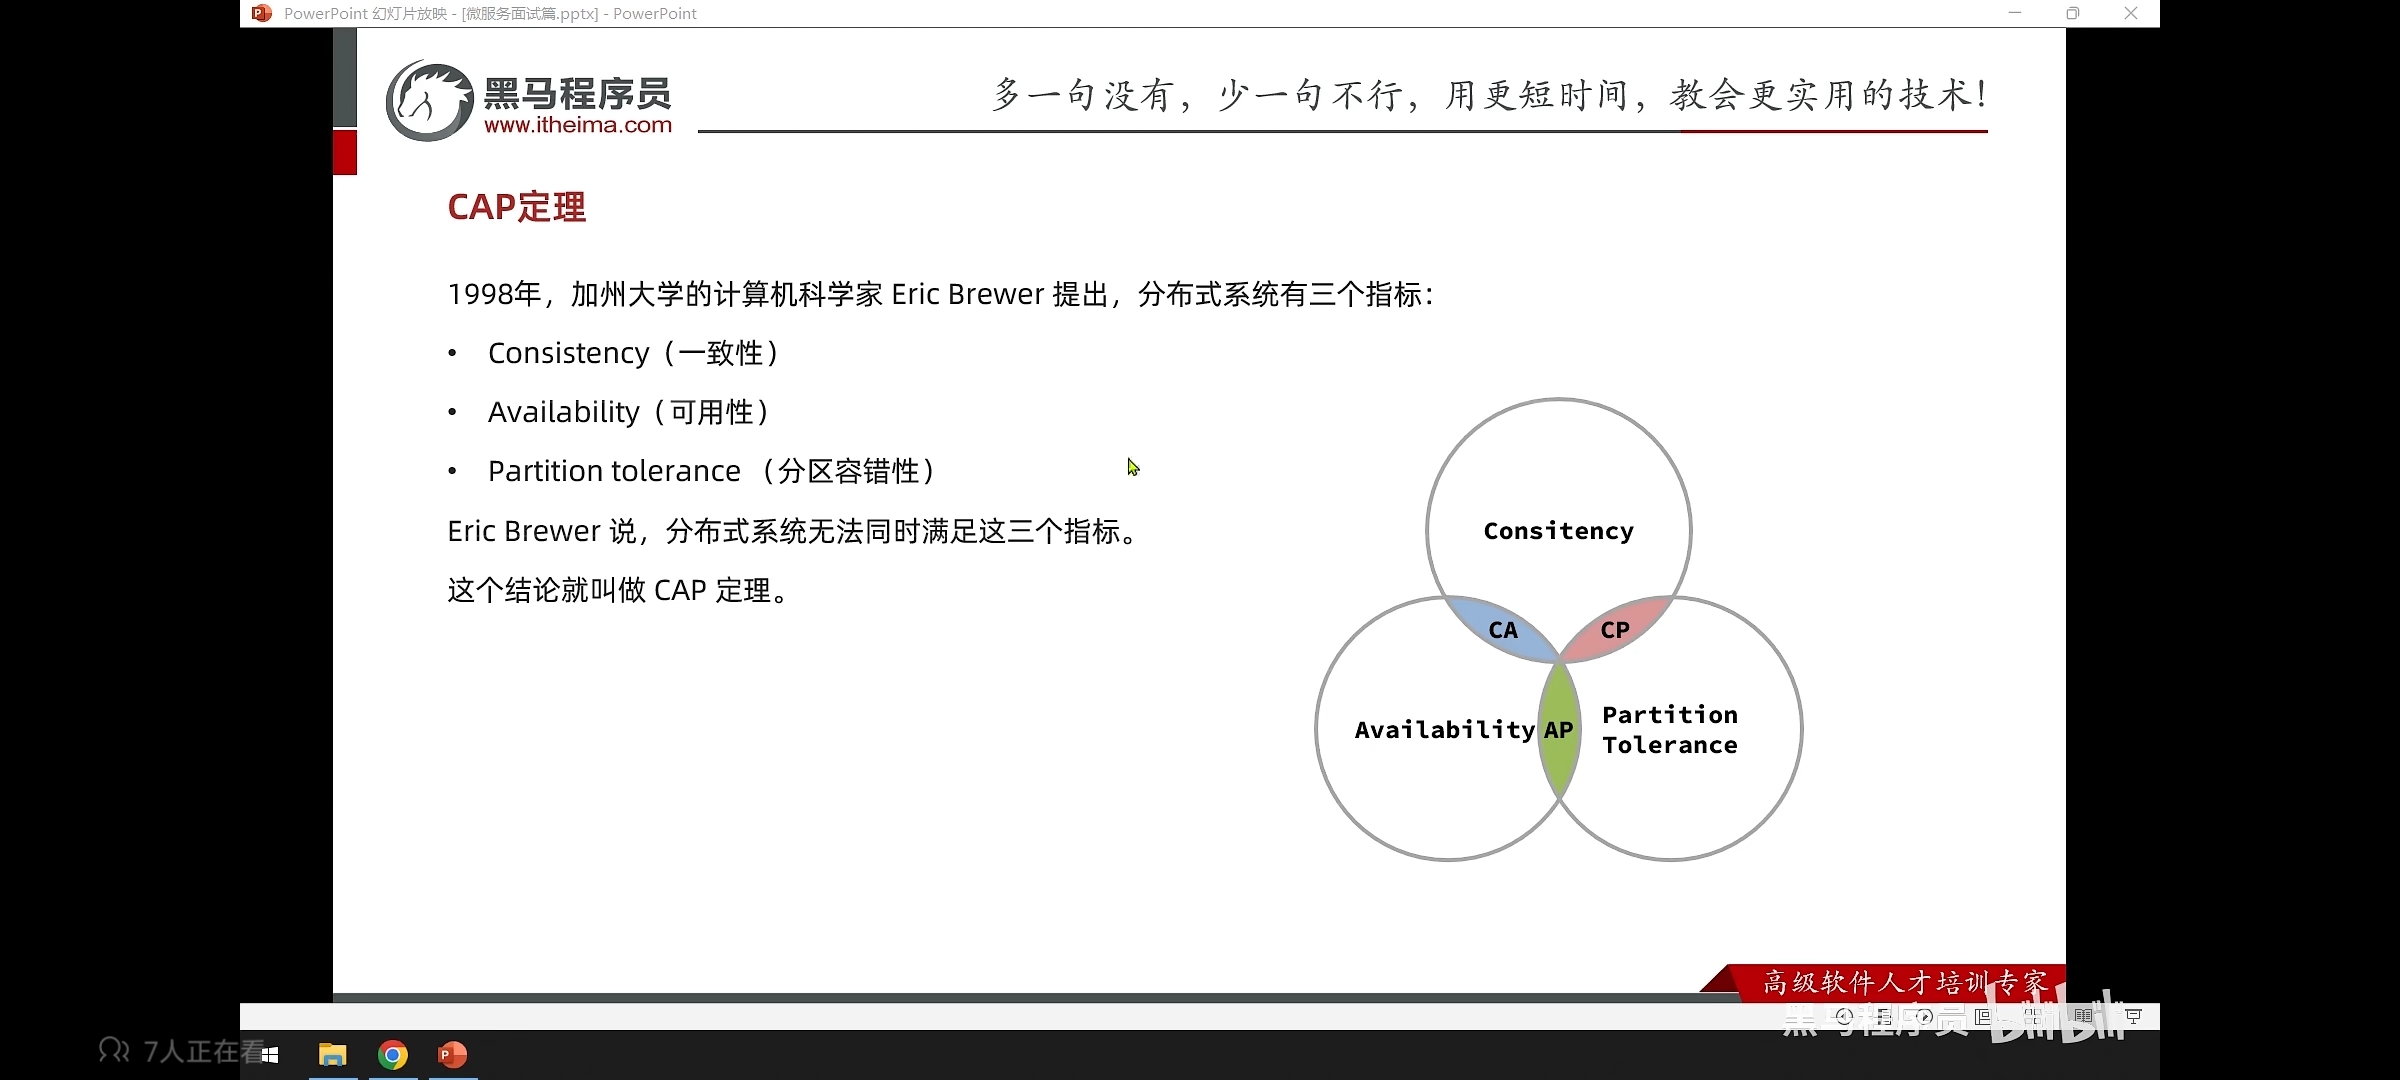 PowerPoint 幻灯片放映 - [微服务面试篇.pptx] - PowerPoint
黑马程序员
www.itheima.com
多一句没有，少一句不行，用更短时间，教会更实用的技术！
CAP定理
1998年，加州大学的计算机科学家 Eric Brewer 提出，分布式系统有三个指标：
• Consistency（一致性）
• Availability（可用性）
• Partition tolerance （分区容错性）
Eric Brewer 说，分布式系统无法同时满足这三个指标。
这个结论就叫做 CAP 定理。
Consitency
CA
CP
Availability
AP
Partition
Tolerance
高级软件人才培训专家
黑马程序员
bilibili
7人正在看